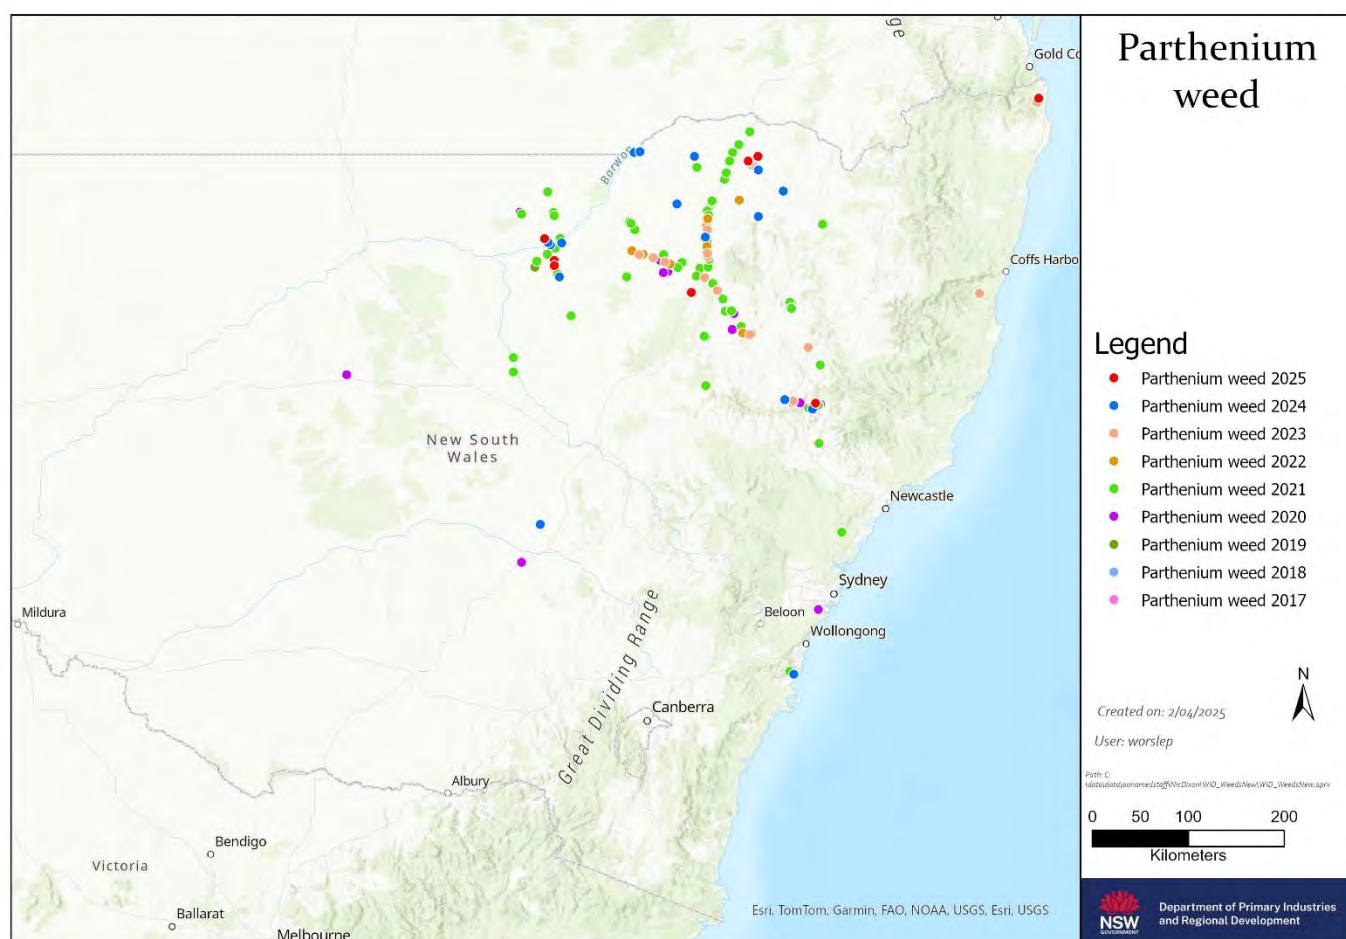 ge
Gold Co
Barwon
Coffs Harbo
New South
Wales
Newcastle
Sydney
Mildura
Beloon
Wollongong
Great Dividing Range
Canberra
Albury
Bendigo
Victoria
Ballarat
Melbourne
Esri, TomTom, Garmin, FAO, NOAA, USGS, Esri, USGS
Parthenium
weed
Legend
Parthenium weed 2025
Parthenium weed 2024
Parthenium weed 2023
Parthenium weed 2022
Parthenium weed 2021
Parthenium weed 2020
Parthenium weed 2019
Parthenium weed 2018
Parthenium weed 2017
N
Created on: 2/04/2025
User: worslep
Path: C:
0 50 100 200
Kilometers
NSW
GOVERNMENT
Department of Primary Industries
and Regional Development